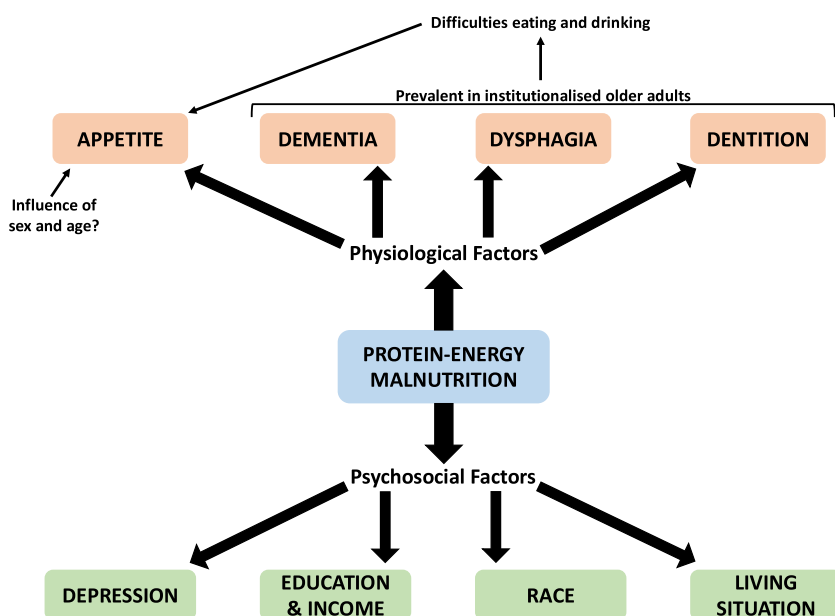 Difficulties eating and drinking
Prevalent in institutionalised older adults
APPETITE
DEMENTIA
DYSPHAGIA
DENTITION
Influence of
sex and age?
Physiological Factors
PROTEIN-ENERGY
MALNUTRITION
Psychosocial Factors
DEPRESSION
EDUCATION
& INCOME
RACE
LIVING
SITUATION